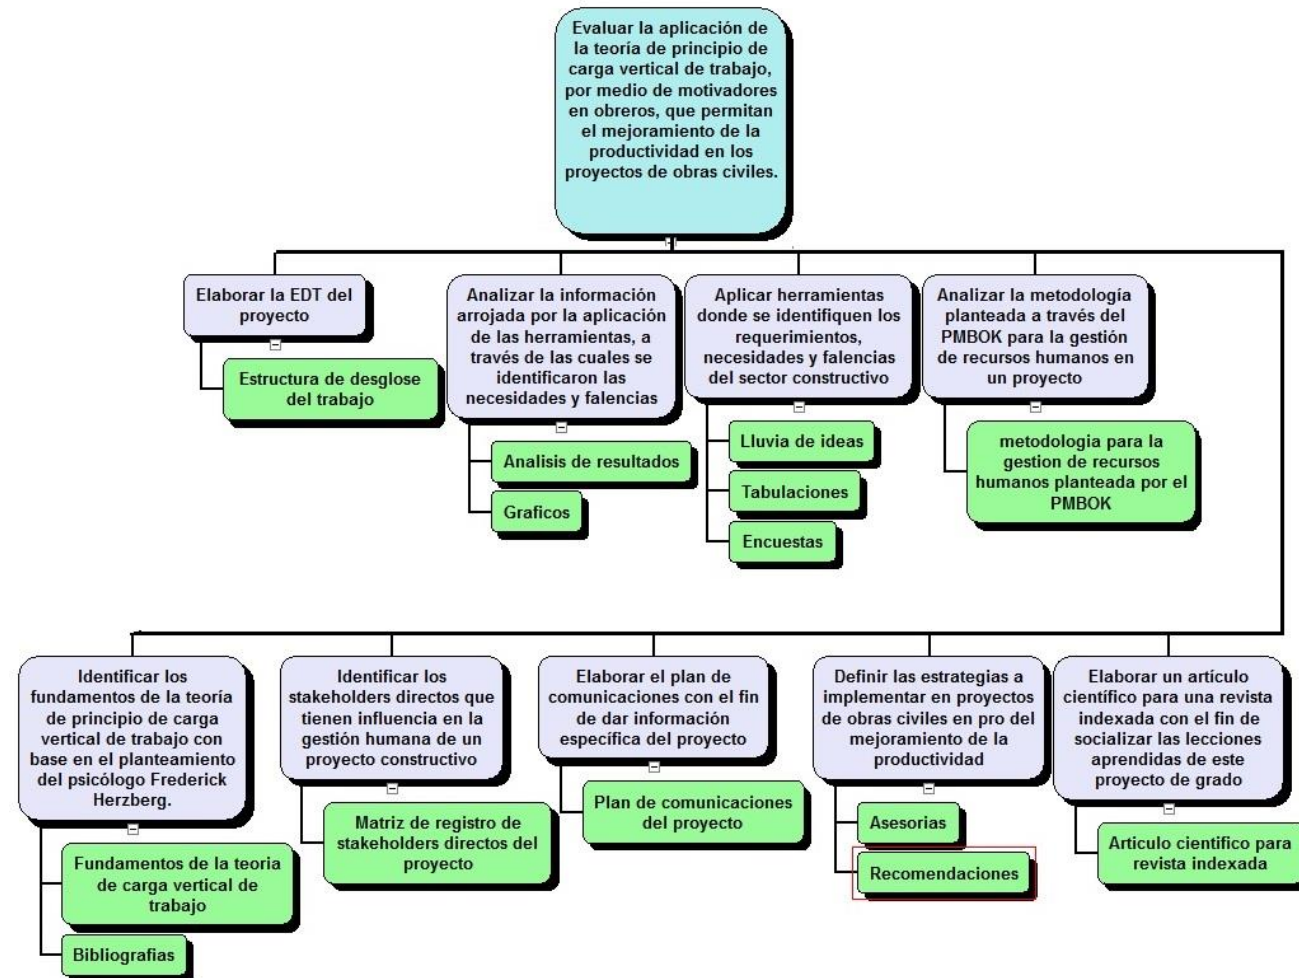 Evaluar la aplicación de
la teoría de principio de
carga vertical de trabajo,
por medio de motivadores
en obreros, que permitan
el mejoramiento de la
productividad en los
proyectos de obras civiles.
Elaborar la EDT del
proyecto
Estructura de desglose
del trabajo
Analizar la información
arrojada por la aplicación
de las herramientas, a
través de las cuales se
identificaron las
necesidades y falencias
Analisis de resultados
Graficos
Aplicar herramientas
donde se identifiquen los
requerimientos,
necesidades y falencias
del sector constructivo
Lluvia de ideas
Tabulaciones
Encuestas
Analizar la metodología
planteada a través del
PMBOK para la gestión
de recursos humanos en
un proyecto
metodologia para la
gestion de recursos
humanos planteada por el
PMBOK
Identificar los
fundamentos de la teoría
de principio de carga
vertical de trabajo con
base en el planteamiento
del psicólogo Frederick
Herzberg.
Fundamentos de la teoria
de carga vertical de
trabajo
Bibliografias
Identificar los
stakeholders directos que
tienen influencia en la
gestión humana de un
proyecto constructivo
Matriz de registro de
stakeholders directos del
proyecto
Elaborar el plan de
comunicaciones con el fin
de dar información
específica del proyecto
Plan de comunicaciones
del proyecto
Definir las estrategias a
implementar en proyectos
de obras civiles en pro del
mejoramiento de la
productividad
Asesorias
Recomendaciones
Elaborar un artículo
científico para una revista
indexada con el fin de
socializar las lecciones
aprendidas de este
proyecto de grado
Articulo cientifico para
revista indexada